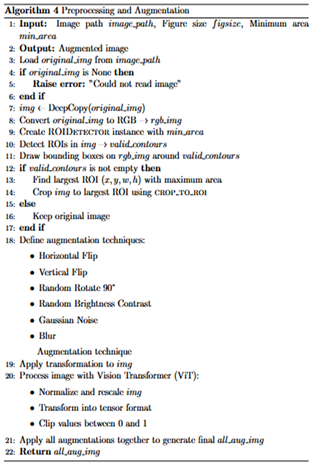 Algorithm 4 Preprocessing and Augmentation
1: Input: Image path image_path, Figure size figsize, Minimum area
min_area
2: Output: Augmented image
3: Load original_img from image_path
4: if original_img is None then
5: Raise error: "Could not read image"
6: end if
7: img ← DeepCopy(original_img)
8: Convert original_img to RGB → rgb_img
9: Create ROIDETECTOR instance with min_area
10: Detect ROIs in img → valid_contours
11: Draw bounding boxes on rgb_img around valid_contours
12: if valid_contours is not empty then
13: Find largest ROI (x, y, w, h) with maximum area
14: Crop img to largest ROI using CROP_TO_ROI
15: else
16: Keep original image
17: end if
18: Define augmentation techniques:
• Horizontal Flip
• Vertical Flip
• Random Rotate 90°
• Random Brightness Contrast
• Gaussian Noise
• Blur
Augmentation technique
19: Apply transformation to img
20: Process image with Vision Transformer (ViT):
• Normalize and rescale img
• Transform into tensor format
• Clip values between 0 and 1
21: Apply all augmentations together to generate final all_aug_img
22: Return all_aug_img